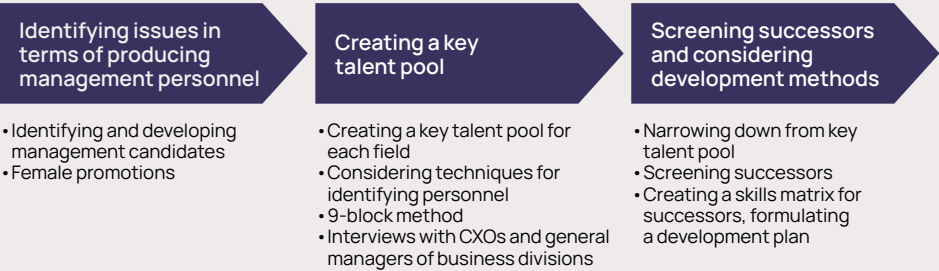 Identifying issues in
terms of producing
management personnel
• Identifying and developing
management candidates
• Female promotions
Creating a key
talent pool
• Creating a key talent pool for
each field
• Considering techniques for
identifying personnel
• 9-block method
• Interviews with CXOs and general
managers of business divisions
Screening successors
and considering
development methods
• Narrowing down from key
talent pool
• Screening successors
• Creating a skills matrix for
successors, formulating
a development plan